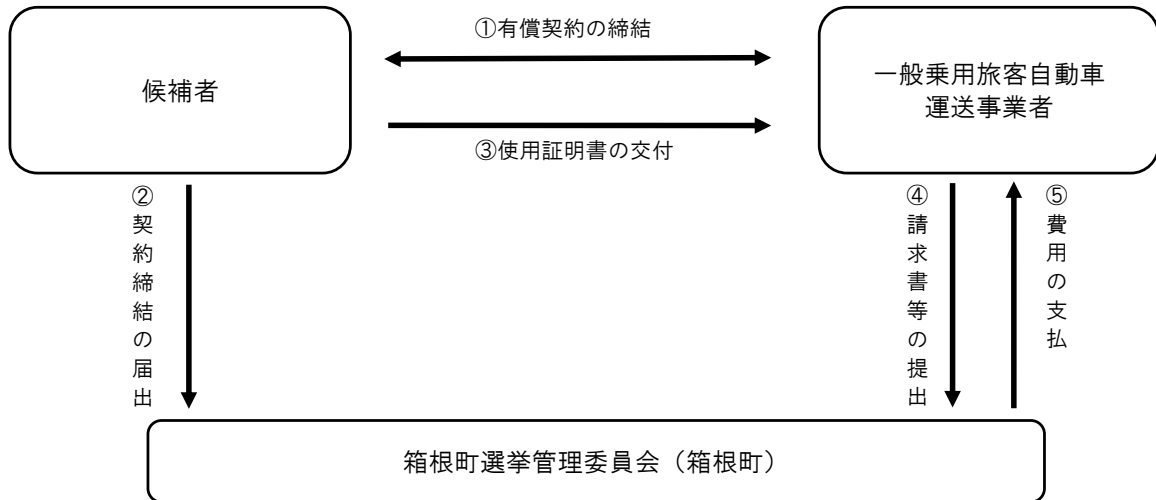 ①有償契約の締結
候補者
一般乗用旅客自動車
運送事業者
③使用証明書の交付
②契約締結の届出
④請求書等の提出
⑤費用の支払
箱根町選挙管理委員会（箱根町）